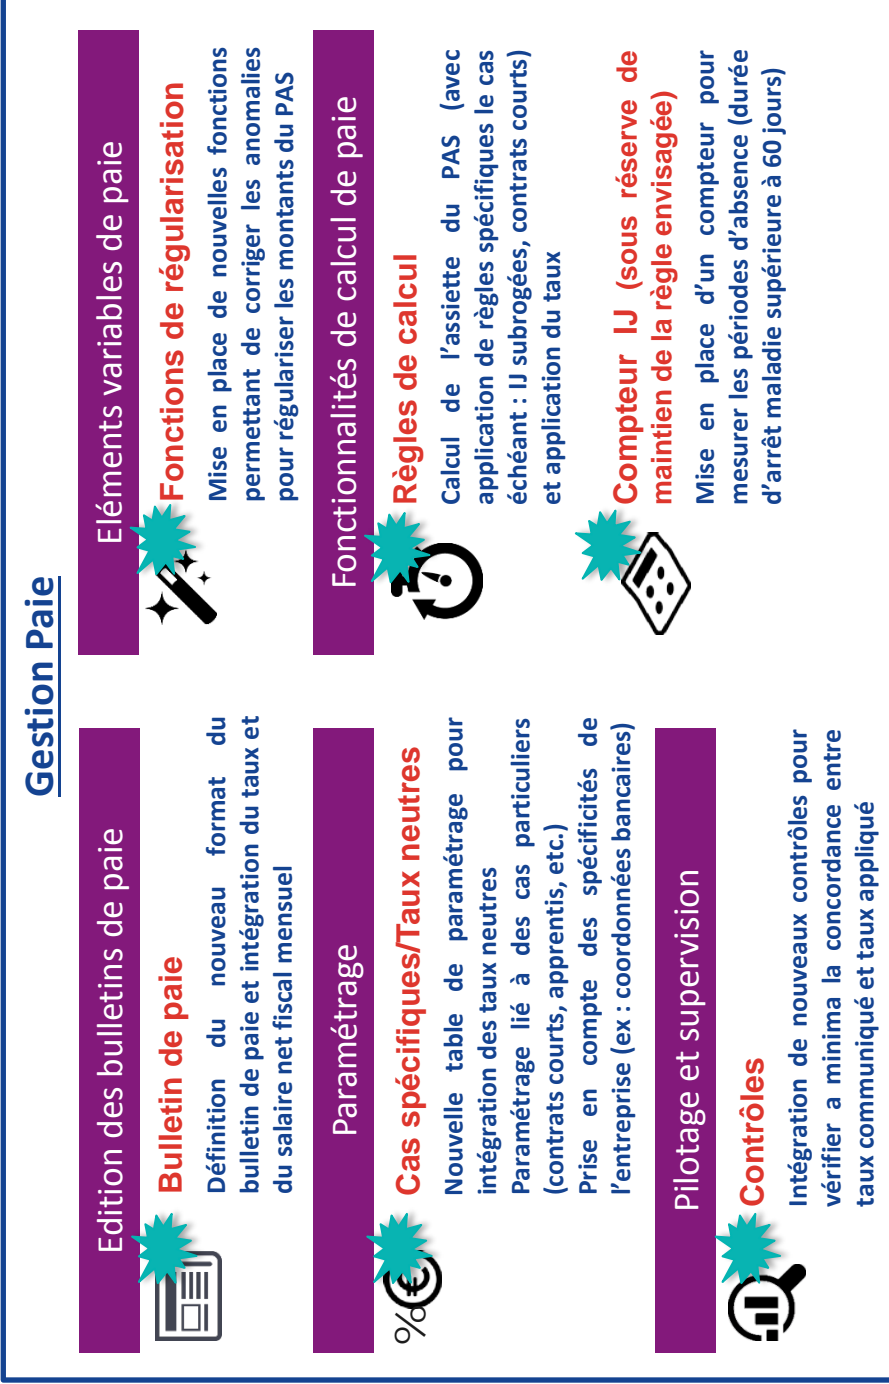 Gestion Paie
Edition des bulletins de paie
Bulletin de paie
Définition du nouveau format du
bulletin de paie et intégration du taux et
du salaire net fiscal mensuel
Eléments variables de paie
Fonctions de régularisation
Mise en place de nouvelles fonctions
permettant de corriger les anomalies
pour régulariser les montants du PAS
Paramétrage
%€
Cas spécifiques/Taux neutres
Nouvelle table de paramétrage pour
intégration des taux neutres
Paramétrage lié à des cas particuliers
(contrats courts, apprentis, etc.)
Prise en compte des spécificités de
l'entreprise (ex : coordonnées bancaires)
Fonctionnalités de calcul de paie
Règles de calcul
Calcul de l'assiette du PAS (avec
application de règles spécifiques le cas
échéant : IJ subrogées, contrats courts)
et application du taux
Compteur IJ (sous réserve de
maintien de la règle envisagée)
Mise en place d'un compteur pour
mesurer les périodes d'absence (durée
d'arrêt maladie supérieure à 60 jours)
Pilotage et supervision
Contrôles
Intégration de nouveaux contrôles pour
vérifier a minima la concordance entre
taux communiqué et taux appliqué